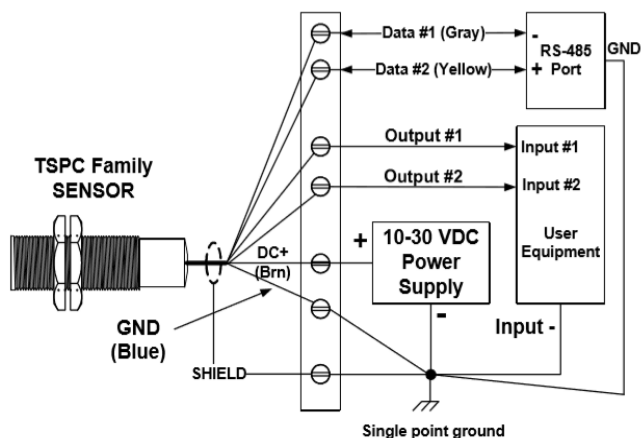 Data #1 (Gray)
-
RS-485
GND
Data #2 (Yellow)
+
Port
Output #1
Input #1
TSPC Family
SENSOR
Output #2
Input #2
User
Equipment
DC+
(Brn)
+
10-30 VDC
Power
Supply
GND
(Blue)
-
Input -
SHIELD
Single point ground